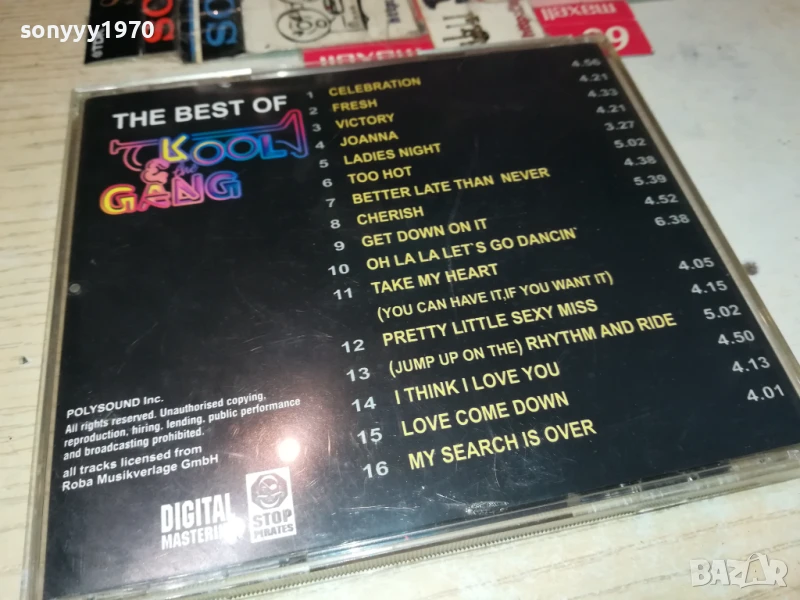 sonyyy1970
maxell
THE BEST OF
KOOL
& the
GANG
1 CELEBRATION 4.56
2 FRESH 4.21
3 VICTORY 4.33
4 JOANNA 4.21
5 LADIES NIGHT 3.27
6 TOO HOT 5.02
7 BETTER LATE THAN NEVER 4.38
8 CHERISH 5.39
9 GET DOWN ON IT 4.52
10 OH LA LA LET`S GO DANCIN` 6.38
11 TAKE MY HEART
(YOU CAN HAVE IT,IF YOU WANT IT) 4.05
12 PRETTY LITTLE SEXY MISS 4.15
13 (JUMP UP ON THE) RHYTHM AND RIDE 5.02
14 I THINK I LOVE YOU 4.50
15 LOVE COME DOWN 4.13
16 MY SEARCH IS OVER 4.01
POLYSOUND Inc.
All rights reserved. Unauthorised copying,
reproduction, hiring, lending, public performance
and broadcasting prohibited.
all tracks licensed from
Roba Musikverlage GmbH
DIGITAL
MASTERING
STOP
PIRATES
BAZAR